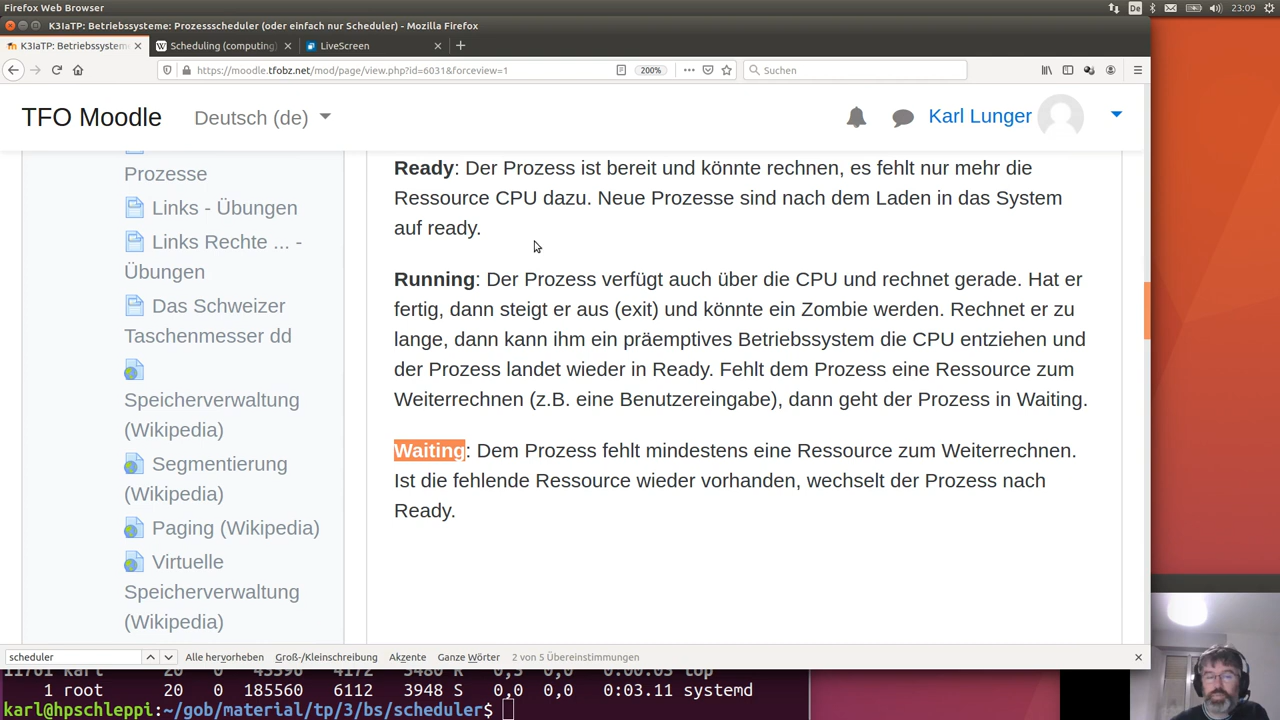 Firefox Web Browser
De
23:09
K3IaTP: Betriebssysteme: Prozessscheduler (oder einfach nur Scheduler) - Mozilla Firefox
K3IaTP: Betriebssysteme
Scheduling (computing)
LiveScreen
https://moodle.tfobz.net/mod/page/view.php?id=6031&forceview=1
200%
Suchen
TFO Moodle
Deutsch (de)
Karl Lunger
Prozesse
Links - Übungen
Links Rechte ... -
Übungen
Das Schweizer
Taschenmesser dd
Speicherverwaltung
(Wikipedia)
Segmentierung
(Wikipedia)
Paging (Wikipedia)
Virtuelle
Speicherverwaltung
(Wikipedia)
Ready: Der Prozess ist bereit und könnte rechnen, es fehlt nur mehr die
Ressource CPU dazu. Neue Prozesse sind nach dem Laden in das System
auf ready.
Running: Der Prozess verfügt auch über die CPU und rechnet gerade. Hat er
fertig, dann steigt er aus (exit) und könnte ein Zombie werden. Rechnet er zu
lange, dann kann ihm ein präemptives Betriebssystem die CPU entziehen und
der Prozess landet wieder in Ready. Fehlt dem Prozess eine Ressource zum
Weiterrechnen (z.B. eine Benutzereingabe), dann geht der Prozess in Waiting.
Waiting: Dem Prozess fehlt mindestens eine Ressource zum Weiterrechnen.
Ist die fehlende Ressource wieder vorhanden, wechselt der Prozess nach
Ready.
scheduler
Alle hervorheben
Groß-/Kleinschreibung
Akzente
Ganze Wörter
2 von 5 Übereinstimmungen
1 root 20 0 185560 6112 3948 S 0,0 0,0 0:03.11 systemd
karl@hpschleppi:~/gob/material/tp/3/bs/scheduler$